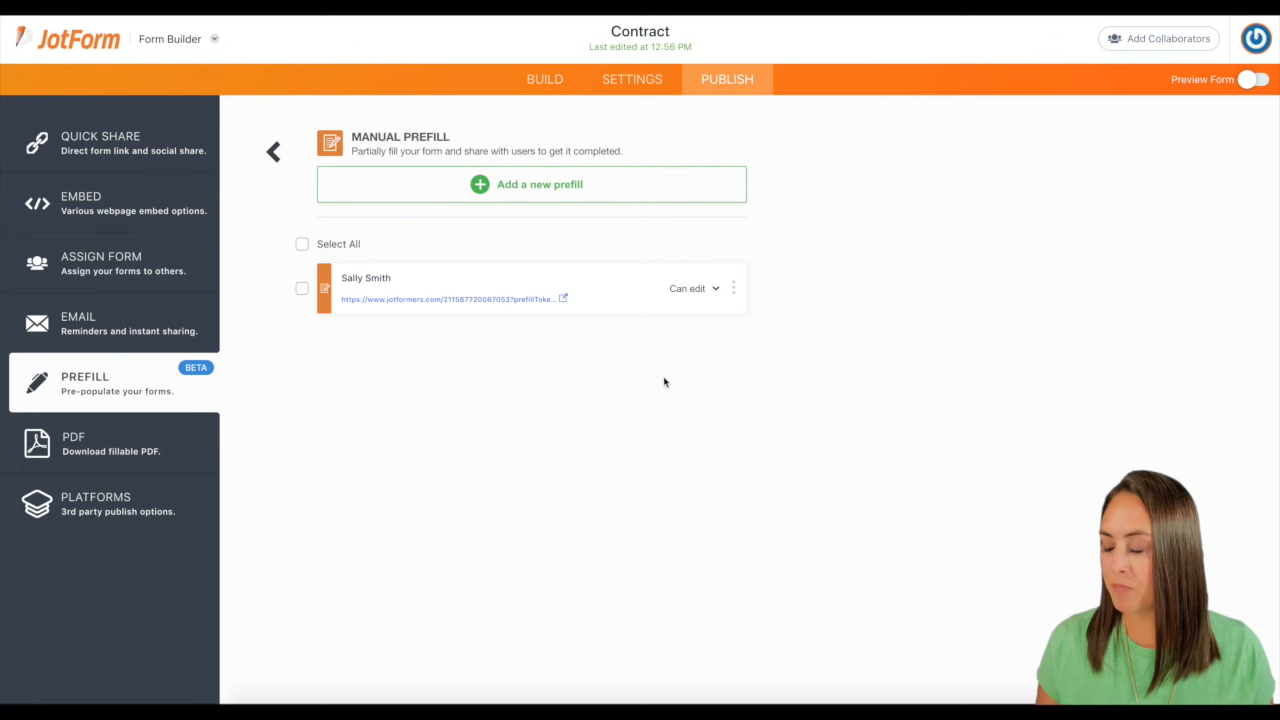 JotForm
Form Builder
Contract
Last edited at 12:56 PM
Add Collaborators
BUILD
SETTINGS
PUBLISH
Preview Form
QUICK SHARE
Direct form link and social share.
EMBED
Various webpage embed options.
ASSIGN FORM
Assign your forms to others.
EMAIL
Reminders and instant sharing.
PREFILL
BETA
Pre-populate your forms.
PDF
Download fillable PDF.
PLATFORMS
3rd party publish options.
MANUAL PREFILL
Partially fill your form and share with users to get it completed.
Add a new prefill
Select All
Sally Smith
https://www.jotformers.com/211587720067053?prefillToke...
Can edit